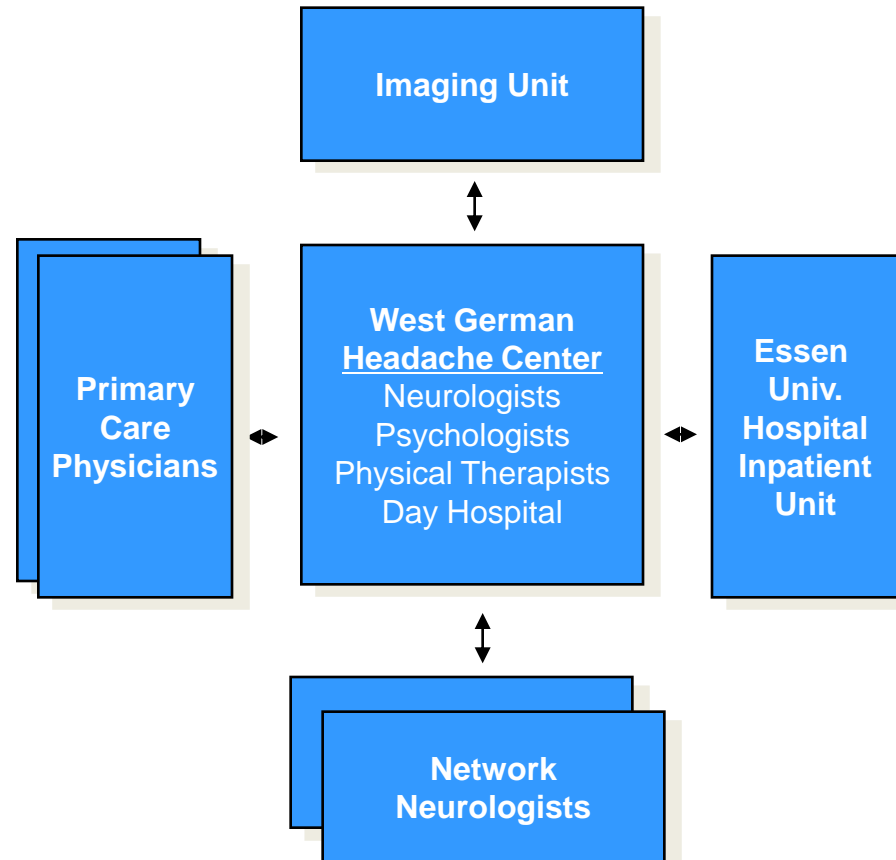 Imaging Unit
West German
Headache Center
Neurologists
Psychologists
Physical Therapists
Day Hospital
Primary
Care
Physicians
Essen
Univ.
Hospital
Inpatient
Unit
Network
Neurologists